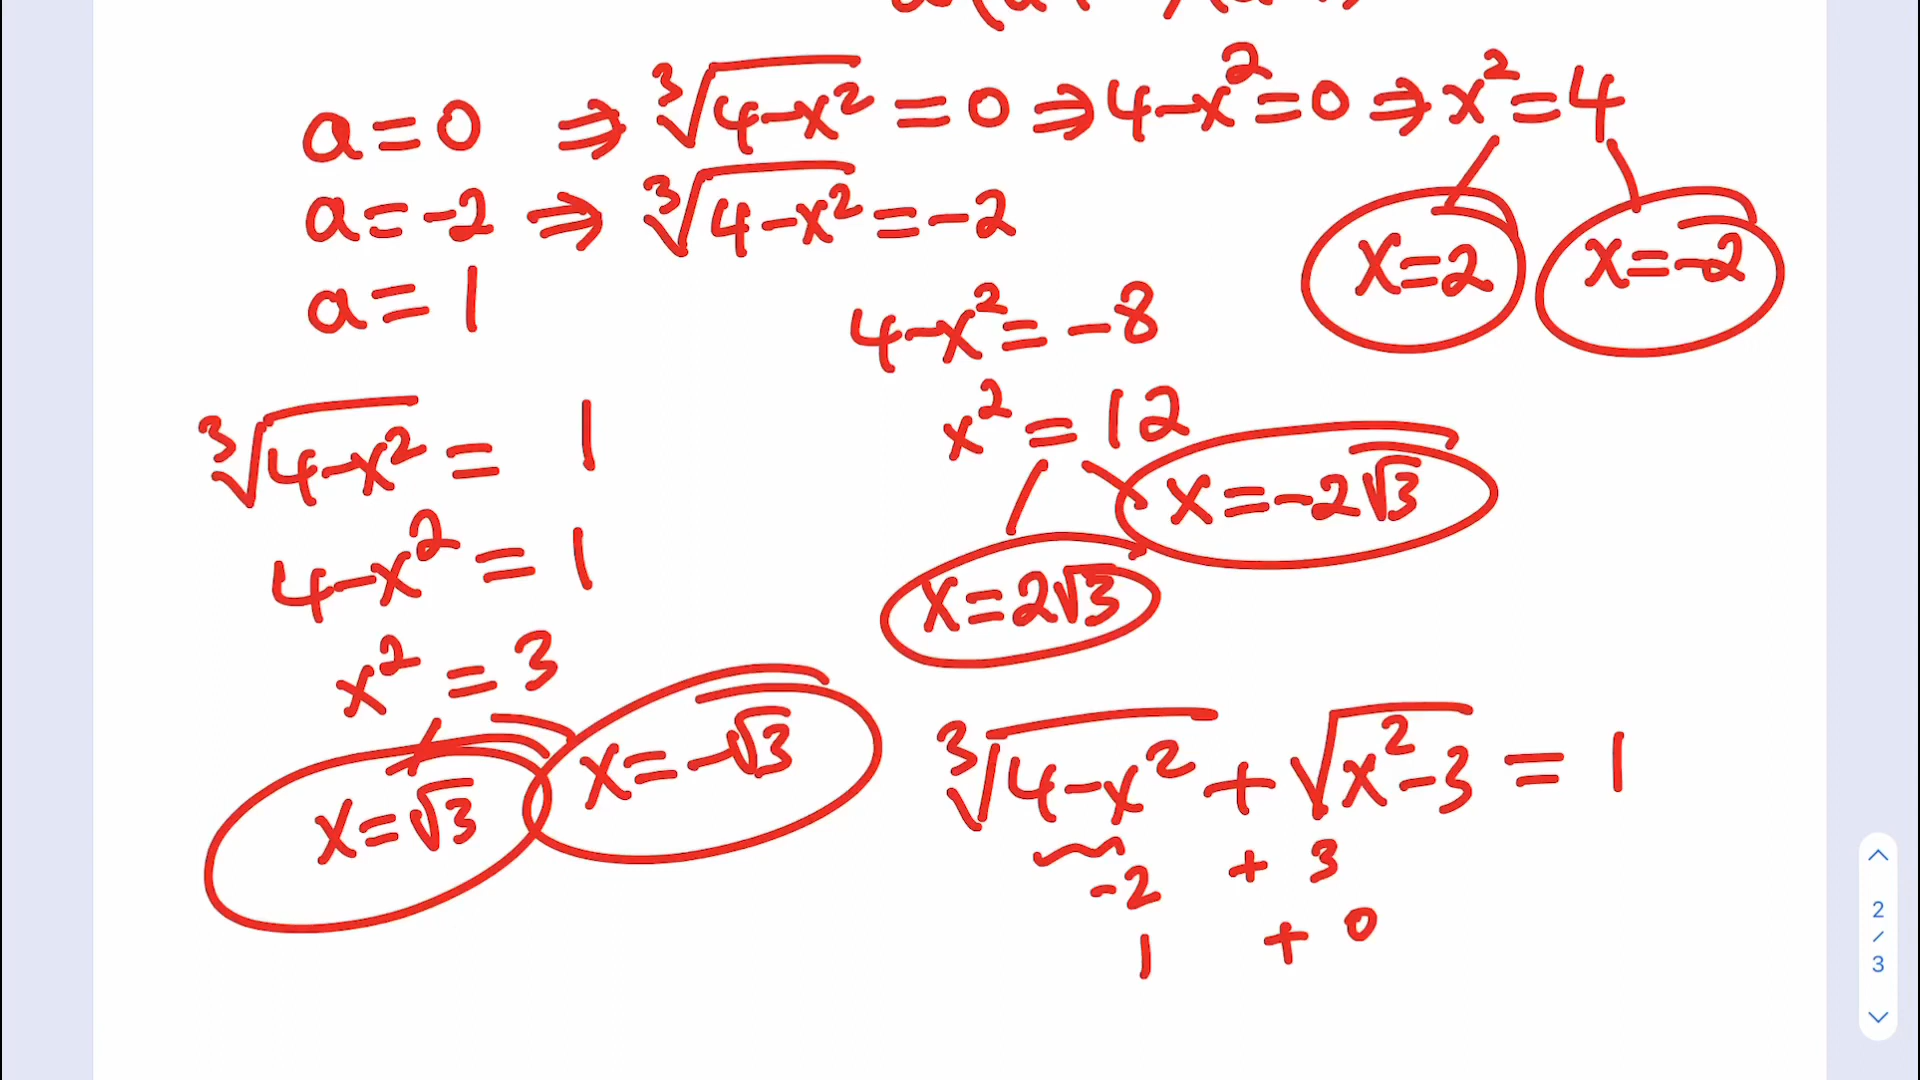 a=0 ⇒ ∛(4-x²) = 0 ⇒ 4-x²=0 ⇒ x²=4
x=2 x=-2
a=-2 ⇒ ∛(4-x²) = -2
4-x² = -8
x² = 12
x=-2√3
x=2√3
a=1
∛(4-x²) = 1
4-x² = 1
x² = 3
x=√3 x=-√3
∛(4-x²) + √(x²-3) = 1
-2 + 3
1 + 0
2
/
3